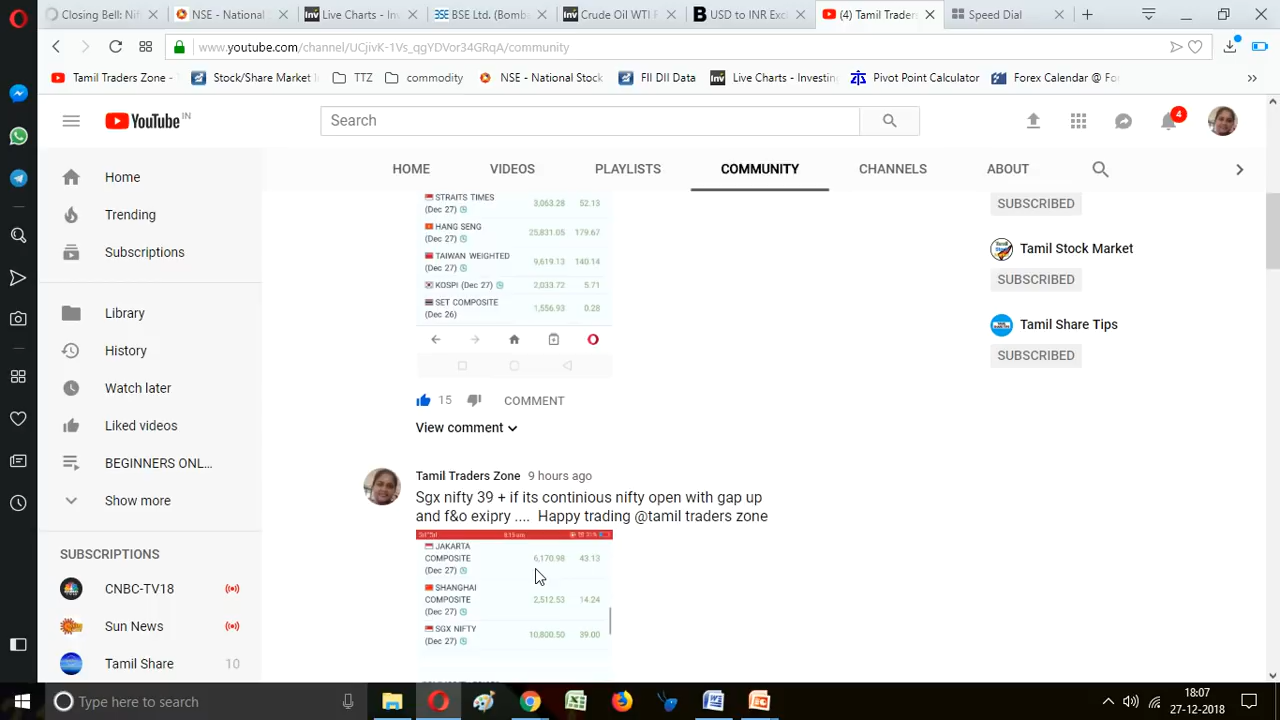 Closing Bell: Ni
NSE - National
Live Charts - In
BSE Ltd. (Bomb
Crude Oil WTI F
USD to INR Exc
(4) Tamil Trader
Speed Dial
www.youtube.com/channel/UCjivK-1Vs_qgYDVor34GRqA/community
Tamil Traders Zone -
Stock/Share Market
TTZ
commodity
NSE - National Stock
FII DII Data
Live Charts - Investin
Pivot Point Calculator
Forex Calendar @ Fo
YouTube IN
Search
4
HOME
VIDEOS
PLAYLISTS
COMMUNITY
CHANNELS
ABOUT
Home
Trending
Subscriptions
Library
History
Watch later
Liked videos
BEGINNERS ONL...
Show more
SUBSCRIPTIONS
CNBC-TV18
Sun News
Tamil Share 10
STRAITS TIMES
(Dec 27) 3,063.28 52.13
HANG SENG
(Dec 27) 25,831.05 179.67
TAIWAN WEIGHTED
(Dec 27) 9,619.13 140.14
KOSPI (Dec 27) 2,033.72 5.71
SET COMPOSITE
(Dec 26) 1,556.93 0.28
15 COMMENT
View comment
Tamil Traders Zone 9 hours ago
Sgx nifty 39 + if its continious nifty open with gap up
and f&o exipry .... Happy trading @tamil traders zone
JAKARTA
COMPOSITE 6,170.98 43.13
(Dec 27)
SHANGHAI
COMPOSITE 2,512.53 14.24
(Dec 27)
SGX NIFTY
(Dec 27) 10,800.50 39.00
SUBSCRIBED
Tamil Stock Market
SUBSCRIBED
Tamil Share Tips
SUBSCRIBED
Type here to search
18:07
27-12-2018